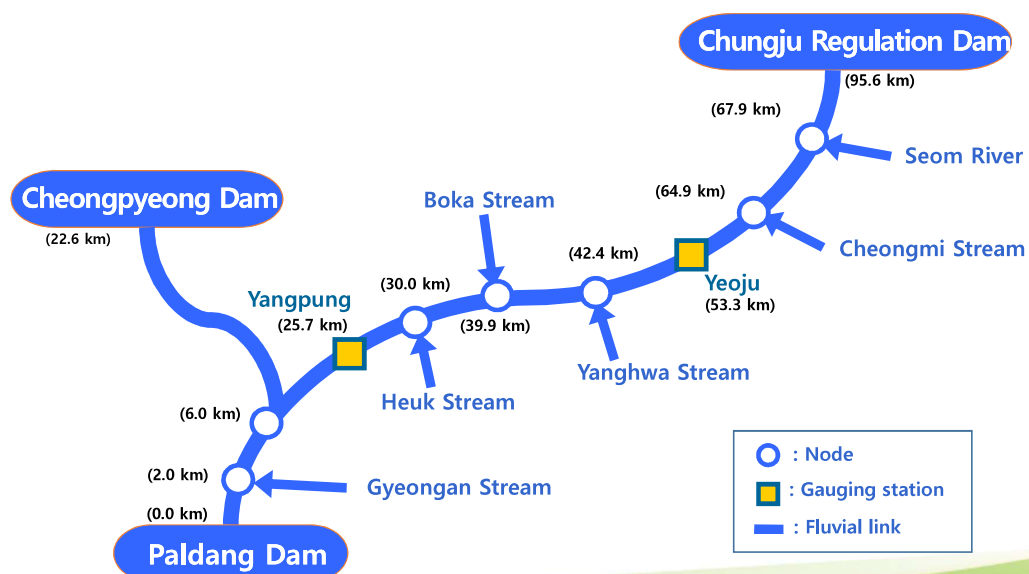 Chungju Regulation Dam
(95.6 km)
(67.9 km)
Seom River
Cheongpyeong Dam
(22.6 km)
Boka Stream
(64.9 km)
Cheongmi Stream
(42.4 km)
Yeoju
(53.3 km)
(30.0 km)
Yangpung
(25.7 km)
(39.9 km)
Yanghwa Stream
Heuk Stream
(6.0 km)
(2.0 km)
Gyeongan Stream
(0.0 km)
Paldang Dam
: Node
: Gauging station
: Fluvial link